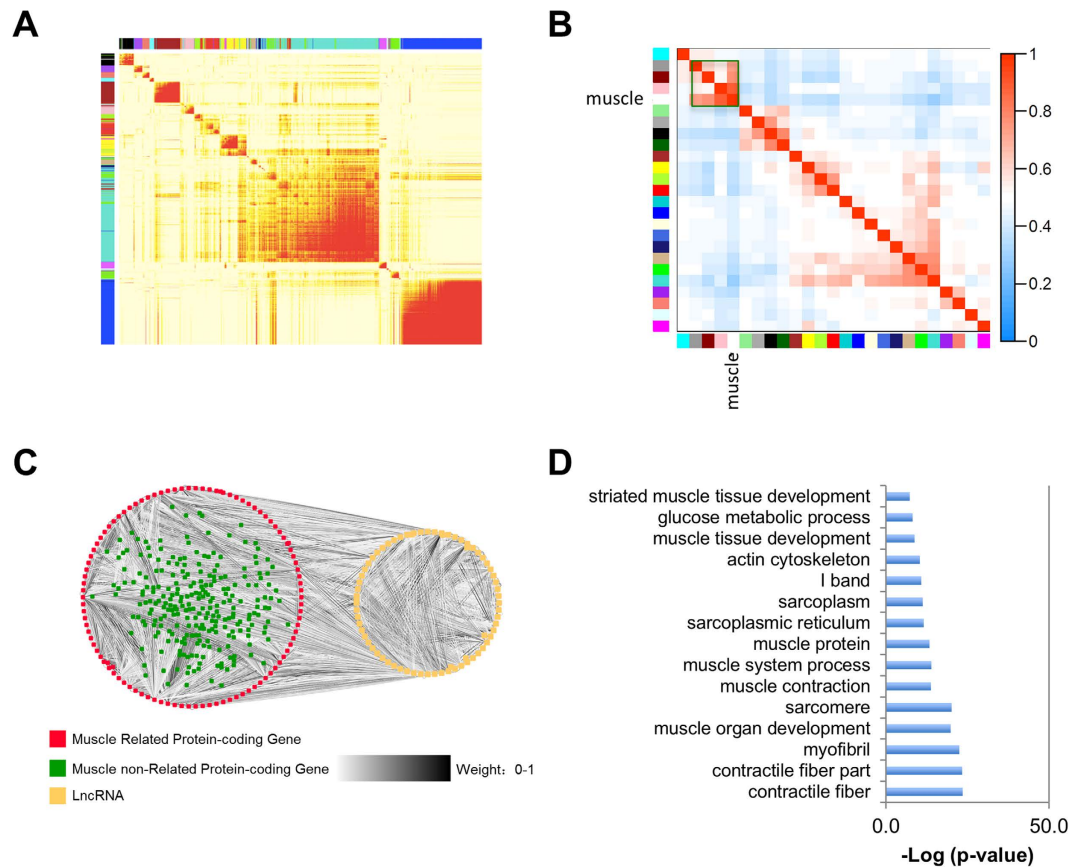 A
B
muscle
1
0.8
0.6
0.4
0.2
0
muscle
C
Muscle Related Protein-coding Gene
Muscle non-Related Protein-coding Gene
Weight: 0-1
LncRNA
D
striated muscle tissue development
glucose metabolic process
muscle tissue development
actin cytoskeleton
I band
sarcoplasm
sarcoplasmic reticulum
muscle protein
muscle system process
muscle contraction
sarcomere
muscle organ development
myofibril
contractile fiber part
contractile fiber
0.0
50.0
-Log (p-value)